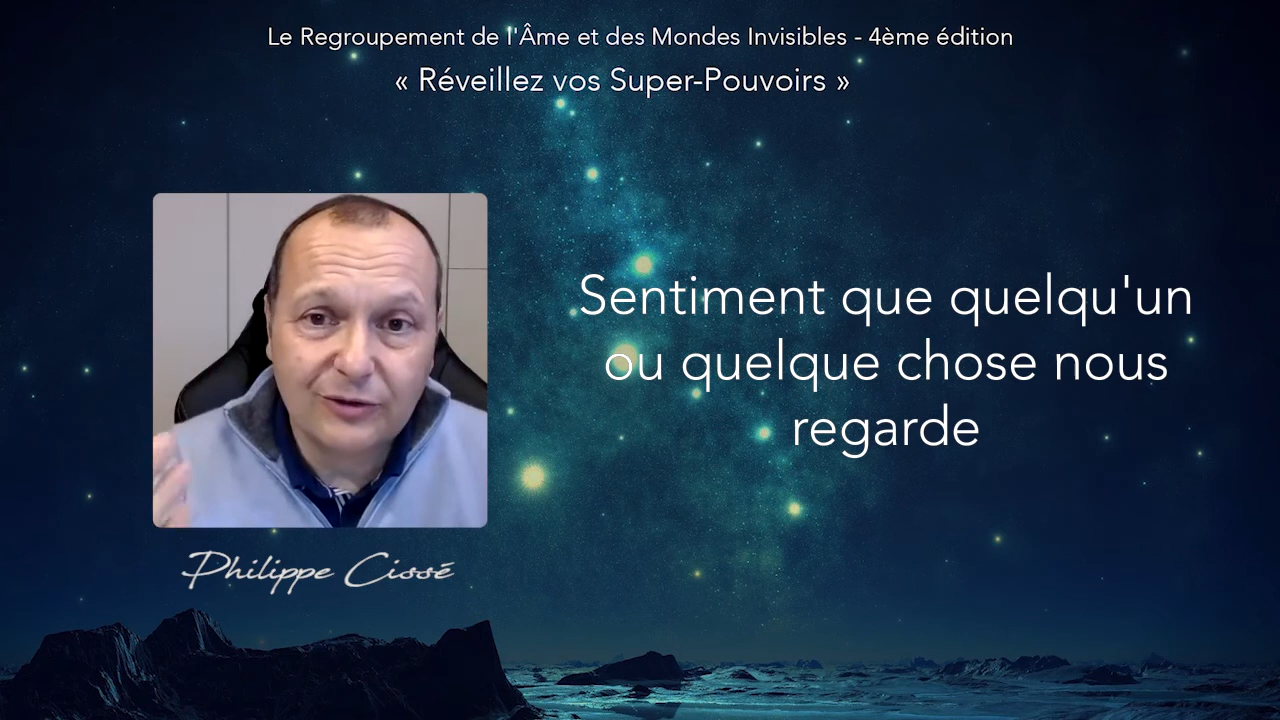 Le Regroupement de l'Âme et des Mondes Invisibles - 4ème édition
« Réveillez vos Super-Pouvoirs »
Sentiment que quelqu'un
ou quelque chose nous
regarde
Philippe Cissé